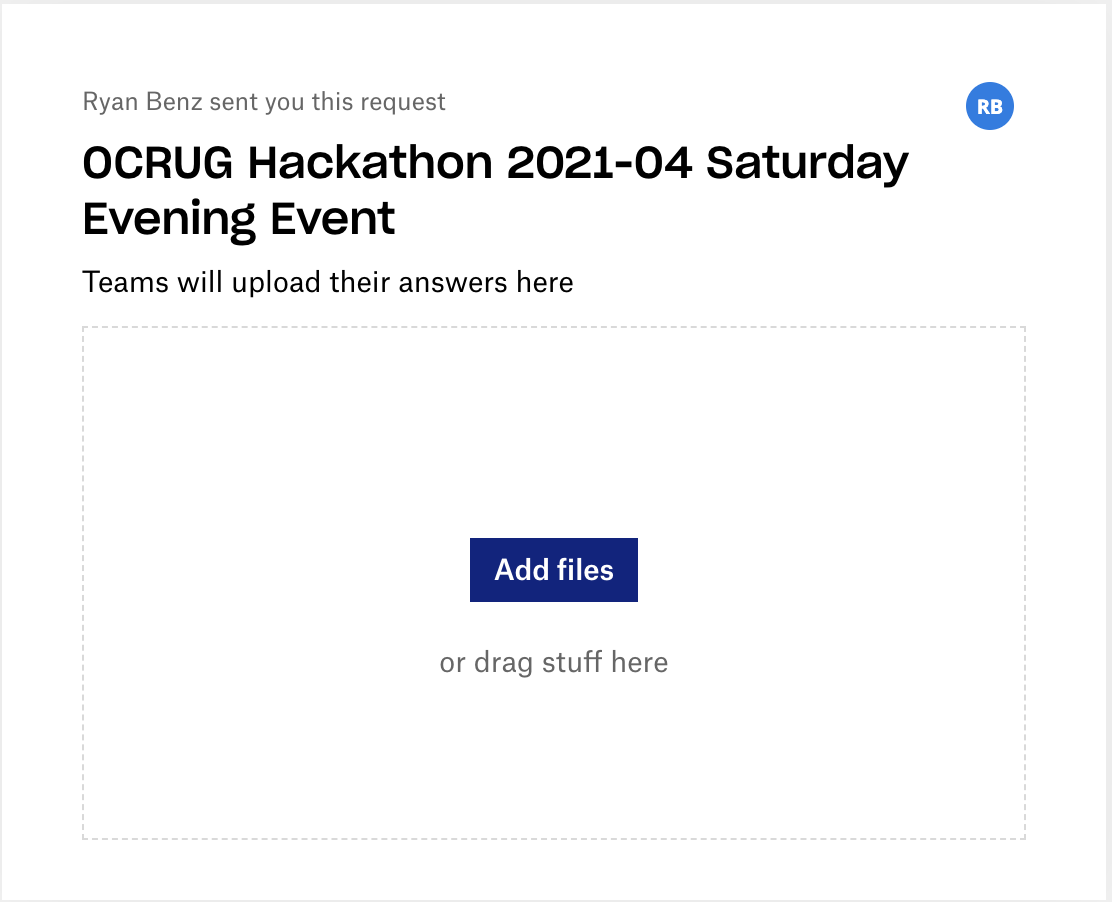 Ryan Benz sent you this request
RB
OCRUG Hackathon 2021-04 Saturday
Evening Event
Teams will upload their answers here
Add files
or drag stuff here